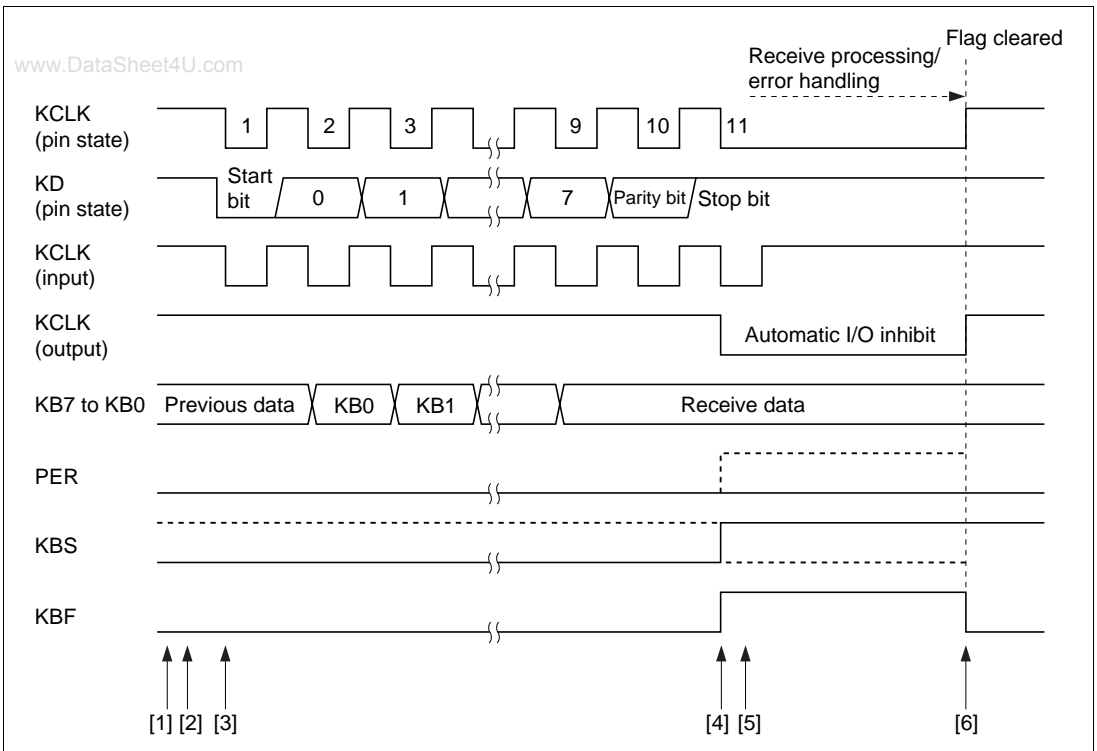 www.DataSheet4U.com
Flag cleared
Receive processing/
error handling
KCLK
(pin state)
1 2 3 9 10 11
KD
(pin state)
Start
bit
0 1 7 Parity bit Stop bit
KCLK
(input)
KCLK
(output)
Automatic I/O inhibit
KB7 to KB0 Previous data KB0 KB1 Receive data
PER
KBS
KBF
[1] [2] [3] [4] [5] [6]